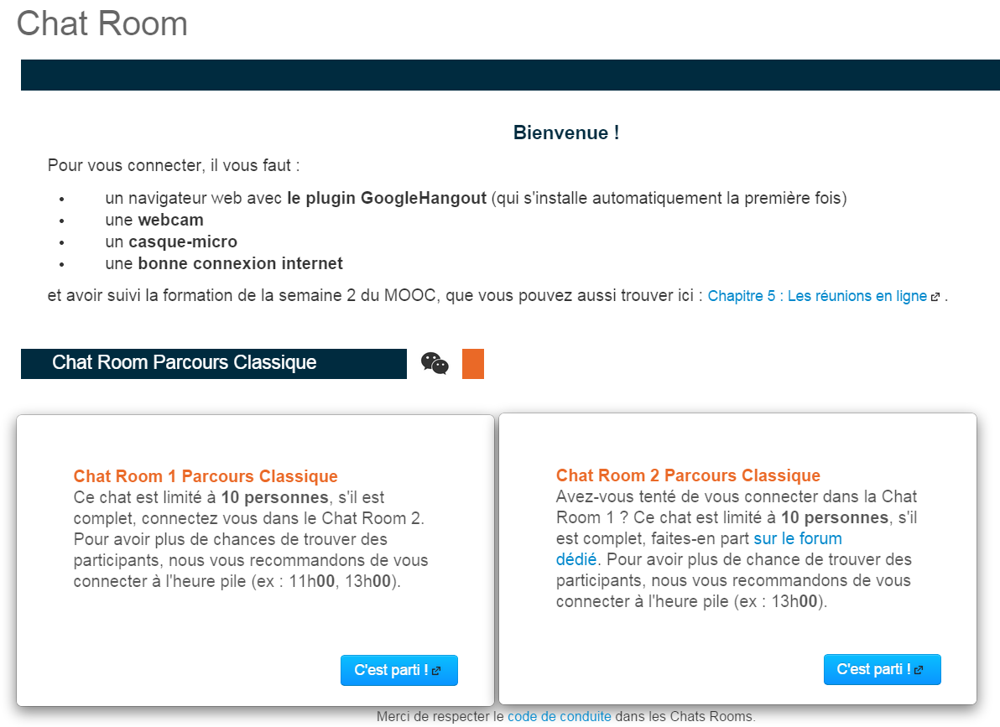 Chat Room
Bienvenue !
Pour vous connecter, il vous faut :
• un navigateur web avec le plugin GoogleHangout (qui s'installe automatiquement la première fois)
• une webcam
• un casque-micro
• une bonne connexion internet
et avoir suivi la formation de la semaine 2 du MOOC, que vous pouvez aussi trouver ici : Chapitre 5 : Les réunions en ligne .
Chat Room Parcours Classique
Chat Room 1 Parcours Classique
Ce chat est limité à 10 personnes, s'il est
complet, connectez vous dans le Chat Room 2.
Pour avoir plus de chances de trouver des
participants, nous vous recommandons de vous
connecter à l'heure pile (ex : 11h00, 13h00).
C'est parti !
Chat Room 2 Parcours Classique
Avez-vous tenté de vous connecter dans la Chat
Room 1 ? Ce chat est limité à 10 personnes, s'il
est complet, faites-en part sur le forum
dédié. Pour avoir plus de chance de trouver des
participants, nous vous recommandons de vous
connecter à l'heure pile (ex : 13h00).
C'est parti !
Merci de respecter le code de conduite dans les Chats Rooms.